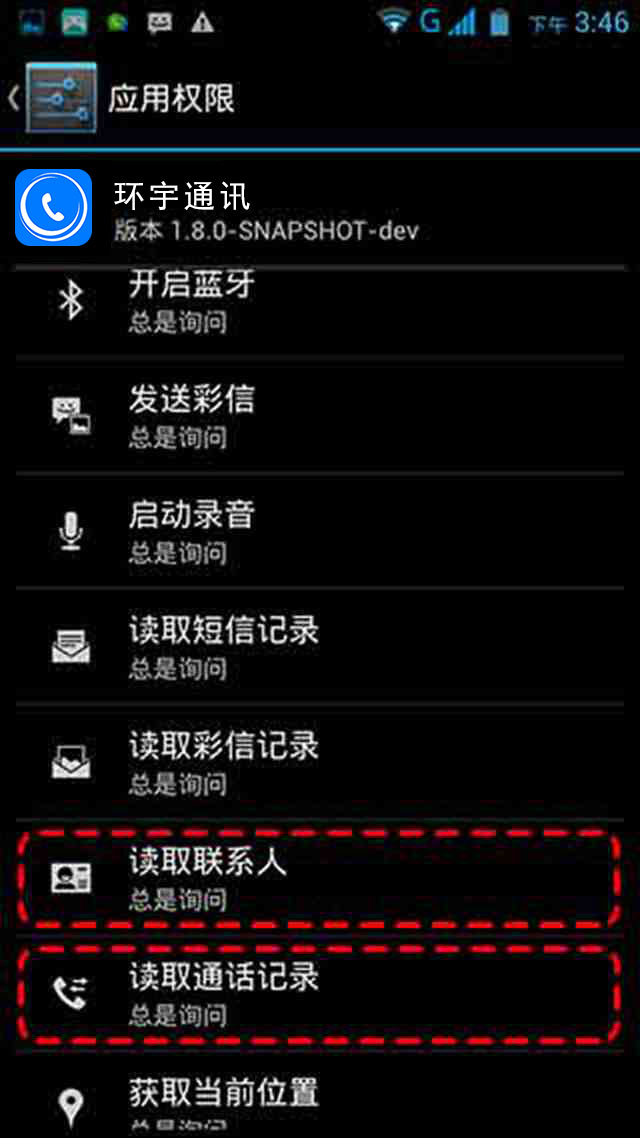 G 下午 3:46
应用权限
环宇通讯
版本 1.8.0-SNAPSHOT-dev
开启蓝牙
总是询问
发送彩信
总是询问
启动录音
总是询问
读取短信记录
总是询问
读取彩信记录
总是询问
读取联系人
总是询问
读取通话记录
总是询问
获取当前位置
总是询问